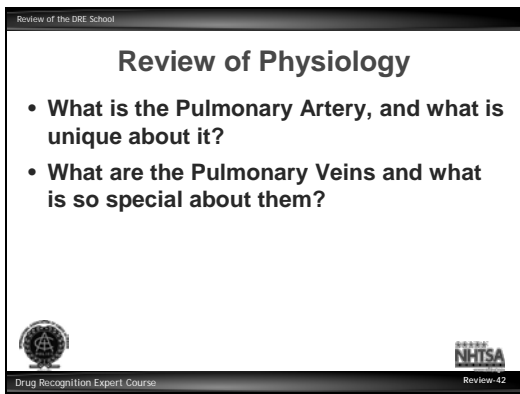 Review of the DRE School
Review of Physiology
• What is the Pulmonary Artery, and what is
unique about it?
• What are the Pulmonary Veins and what
is so special about them?
NHTSA
Drug Recognition Expert Course
Review-42